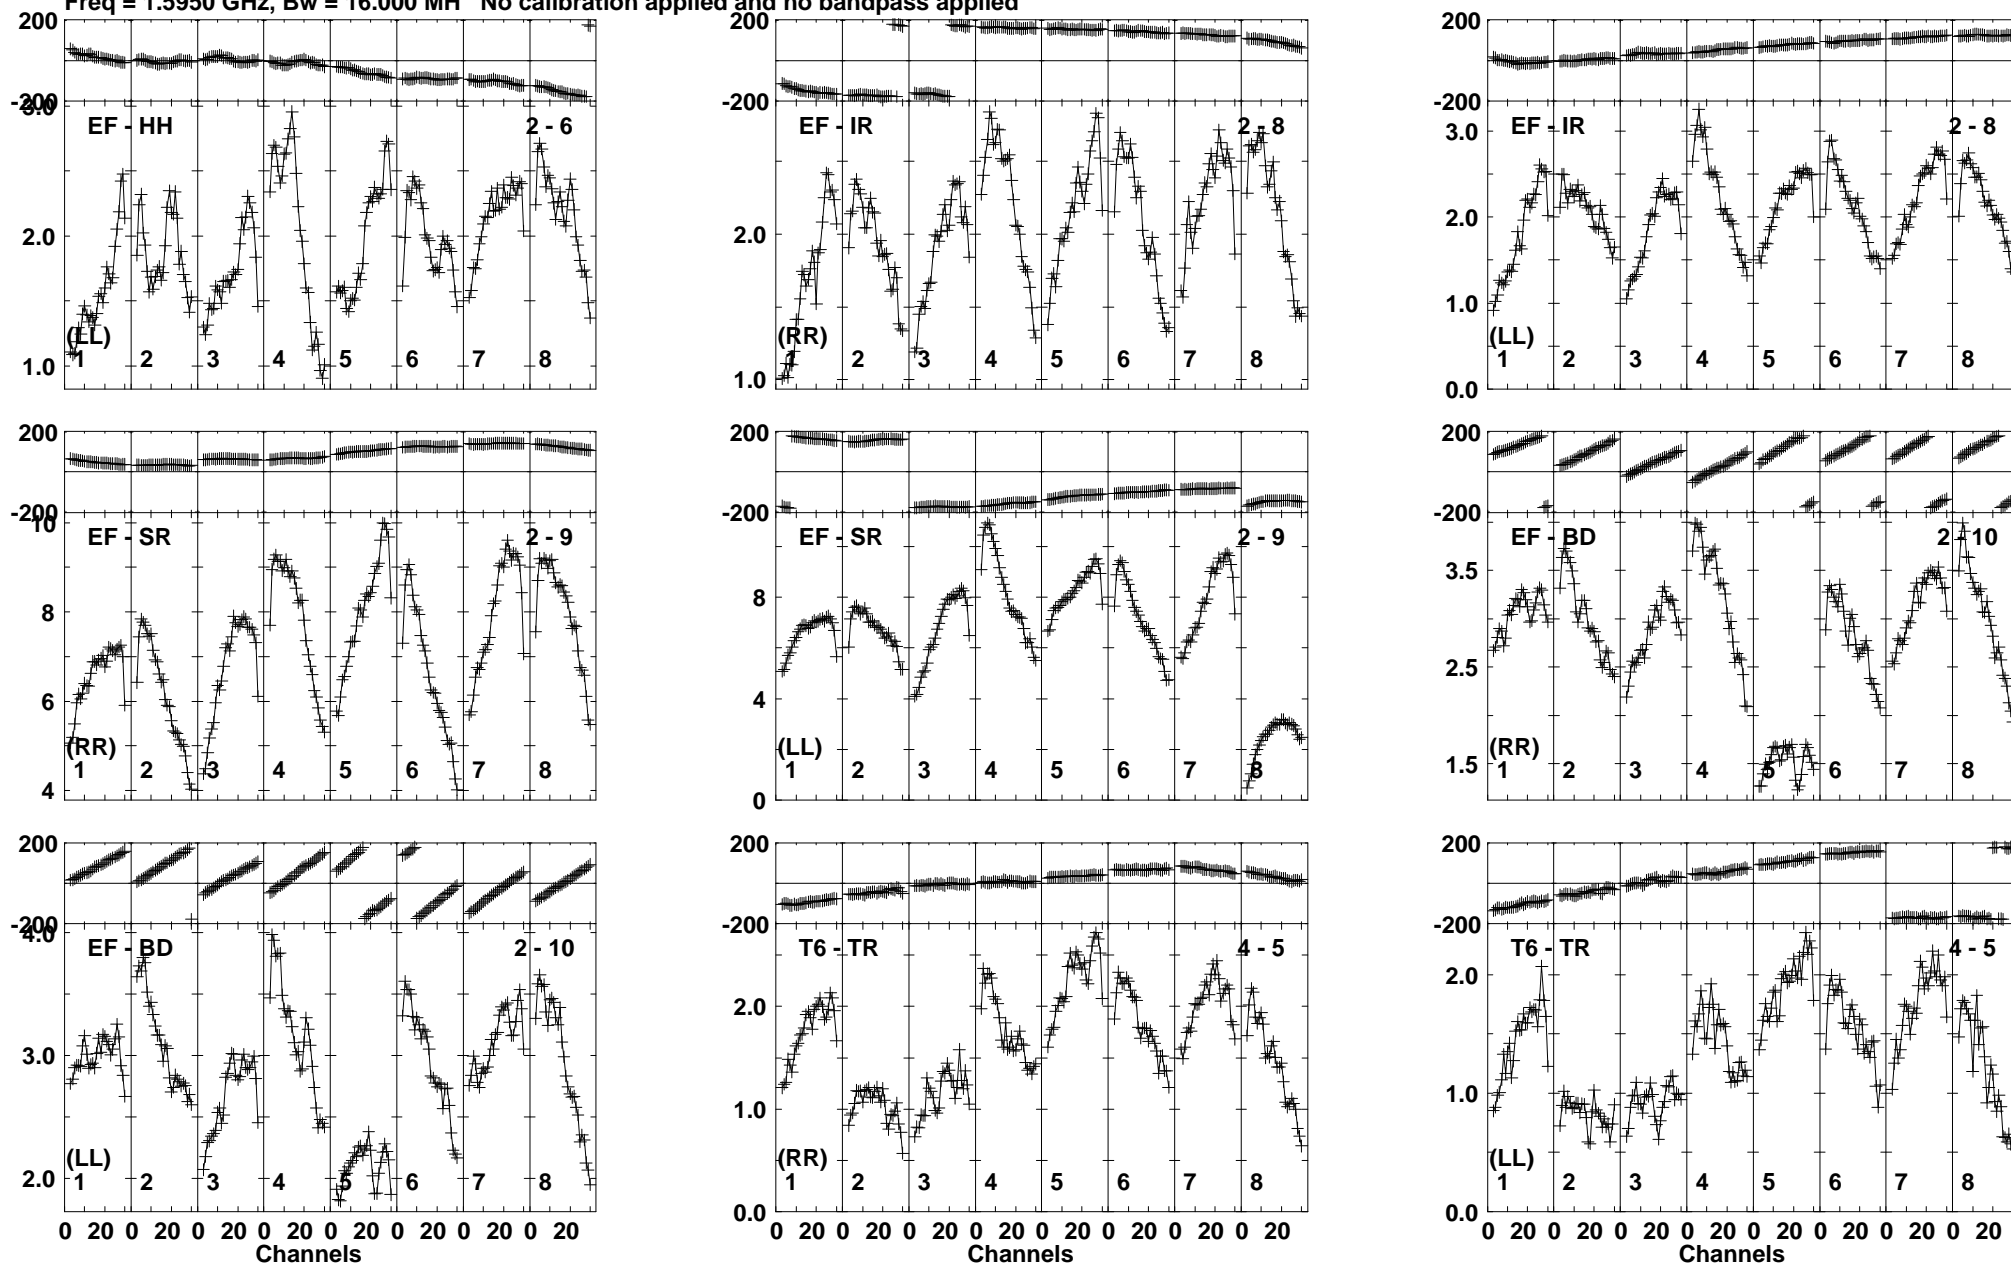 Freq = 1.5950 GHz, Bw = 16.000 MH No calibration applied and no bandpass applied
200 200 200
-200 -200 -200
3.0 EF - HH 2 - 6 EF - IR 2 - 8 3.0 EF - IR 2 - 8
2.0 2.0 2.0
1.0
(LL) (RR) (LL)
1 2 3 4 5 6 7 8 1 2 3 4 5 6 7 8 1 2 3 4 5 6 7 8
1.0 1.0 0.0
200 200 200
-200 -200 -200
10 EF - SR 2 - 9 EF - SR 2 - 9 EF - BD 2 - 10
8 8 3.5
6 4 2.5
(RR) (LL) (RR)
1 2 3 4 5 6 7 8 1 2 3 4 5 6 7 8 1.5 1 2 3 4 5 6 7 8
4 0
200 200 200
-200 -200 -200
4.0 EF - BD 2 - 10 T6 - TR 4 - 5 T6 - TR 4 - 5
3.0 2.0 2.0
2.0 1.0 1.0
(LL) (RR) (LL)
1 2 3 4 5 6 7 8 1 2 3 4 5 6 7 8 1 2 3 4 5 6 7 8
0.0 0.0
0 20 0 20 0 20 0 20 0 20 0 20 0 20 0 20 0 20 0 20 0 20 0 20 0 20 0 20 0 20 0 20 0 20 0 20 0 20 0 20 0 20 0 20 0 20 0 20
Channels Channels Channels